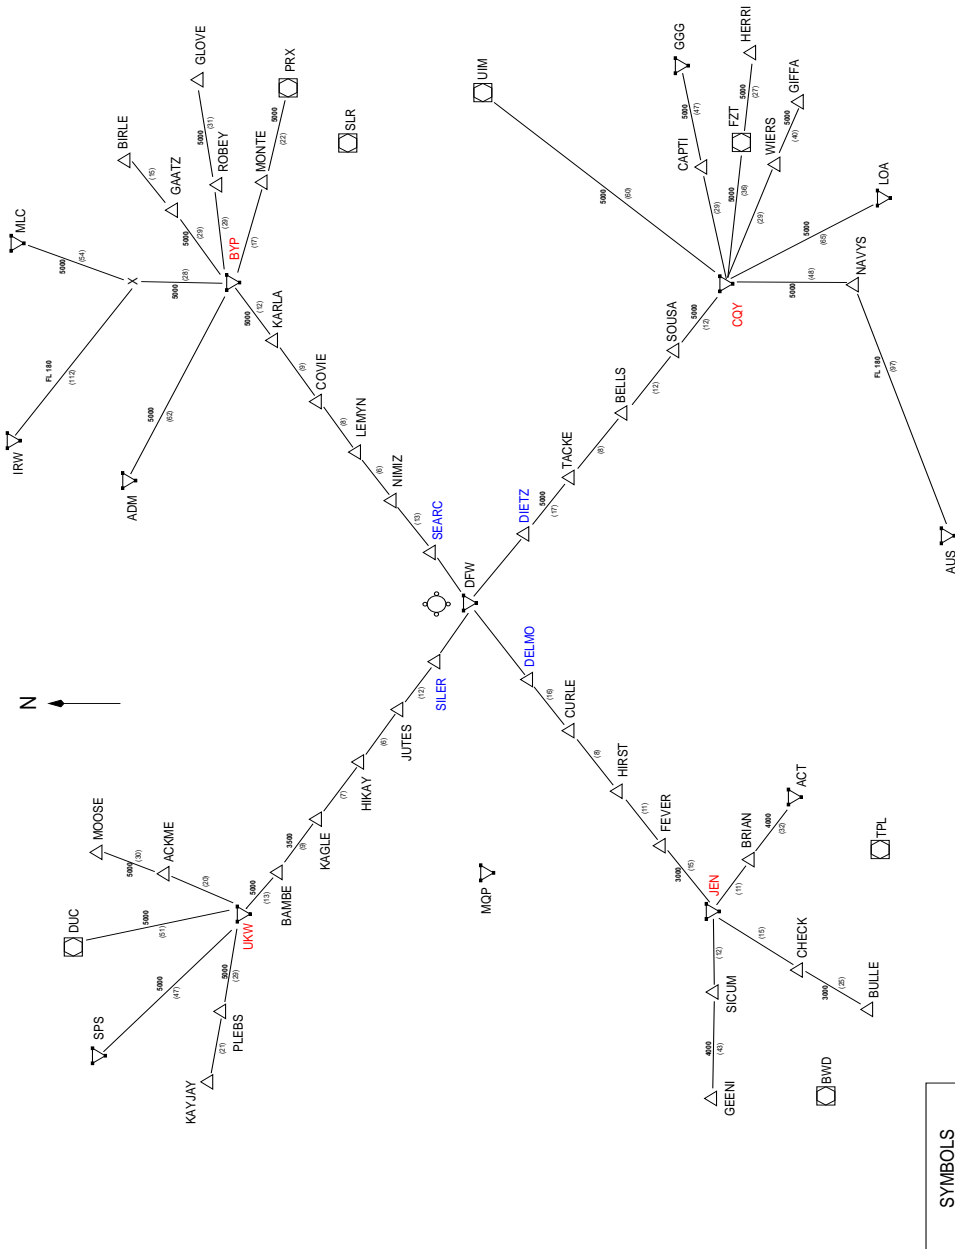 GLOVE
PRX
BIRLE
5000
(31)
ROBEY
5000
(22)
MONTE
SLR
(15)
GAATZ
MLC
5000
(54)
5000
(29)
(29)
(17)
BYP
X
5000
(28)
5000
(12)
KARLA
IRW
FL 180
(112)
ADM
5000
(62)
(9)
COVIE
(8)
LEMYN
(6)
NIMIZ
(13)
SEARC
UIM
5000
(60)
GGG
5000
(47)
CAPTI
(29)
HERRI
5000
(27)
FZT
5000
(36)
GIFFA
5000
(40)
WIERS
(29)
LOA
5000
(65)
NAVYS
5000
(48)
CQY
5000
(12)
SOUSA
(12)
BELLS
(8)
TACKE
5000
(17)
DIETZ
FL 180
(97)
AUS
DFW
N
SILER
(12)
JUTES
(6)
HIKAY
(7)
KAGLE
3500
(9)
BAMBE
5000
(13)
UKW
MOOSE
5000
(30)
ACKME
(20)
DUC
5000
(51)
SPS
5000
(47)
5000
(29)
PLEBS
(21)
KAYJAY
DELMO
(16)
CURLE
(8)
HIRST
(11)
FEVER
3000
(15)
JEN
MQP
ACT
4000
(32)
BRIAN
(11)
TPL
(15)
CHECK
3000
(25)
BULLE
(12)
SICUM
4000
(43)
GEENI
BWD
SYMBOLS